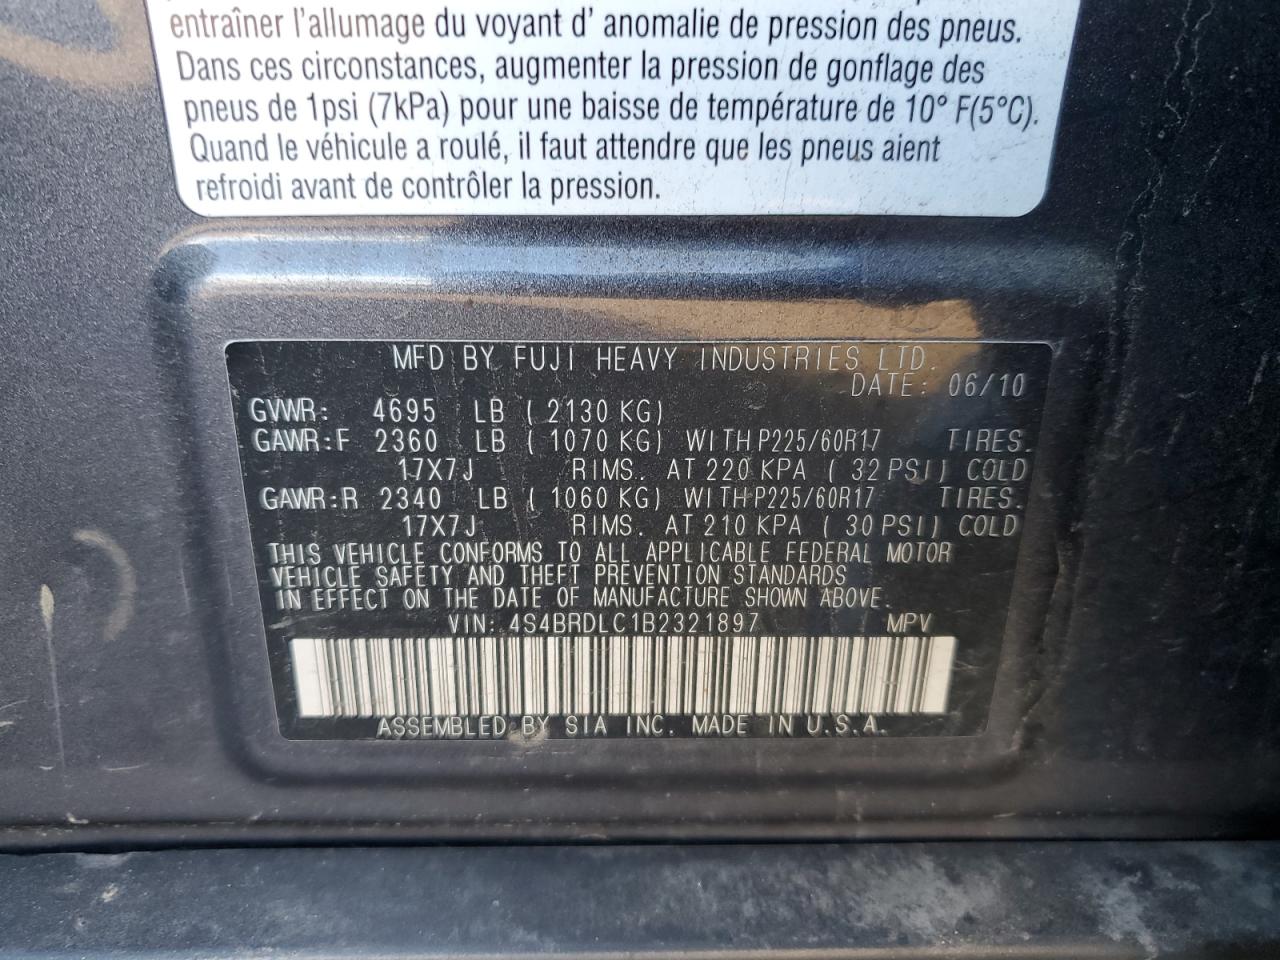 entraîner l'allumage du voyant d' anomalie de pression des pneus.
Dans ces circonstances, augmenter la pression de gonflage des
pneus de 1psi (7kPa) pour une baisse de température de 10° F(5°C).
Quand le véhicule a roulé, il faut attendre que les pneus aient
refroidi avant de contrôler la pression.
MFD BY FUJI HEAVY INDUSTRIES LTD.
DATE: 06/10
GVWR: 4695 LB ( 2130 KG)
GAWR:F 2360 LB ( 1070 KG) WITH P225/60R17 TIRES.
17X7J RIMS. AT 220 KPA ( 32 PSI) COLD
GAWR:R 2340 LB ( 1060 KG) WITH P225/60R17 TIRES.
17X7J RIMS. AT 210 KPA ( 30 PSI) COLD
THIS VEHICLE CONFORMS TO ALL APPLICABLE FEDERAL MOTOR
VEHICLE SAFETY AND THEFT PREVENTION STANDARDS
IN EFFECT ON THE DATE OF MANUFACTURE SHOWN ABOVE.
VIN: 4S4BRDLC1B2321897 MPV
ASSEMBLED BY SIA INC. MADE IN U.S.A.